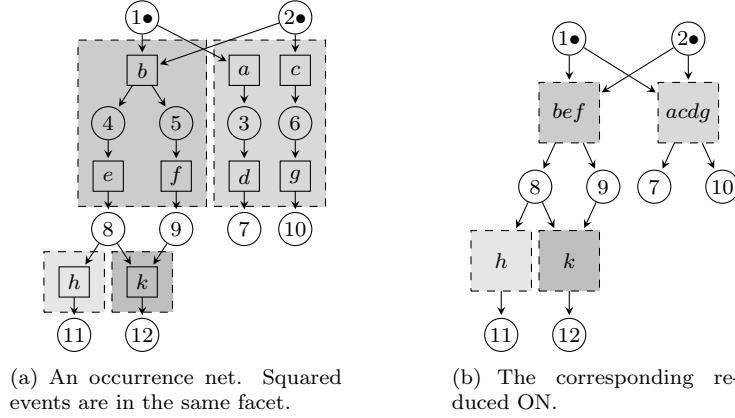 1● 2●
b a c
4 5 3 6
e f d g
8 9 7 10
h k
11 12
(a) An occurrence net. Squared
events are in the same facet.
1● 2●
bef acdg
8 9 7 10
h k
11 12
(b) The corresponding re-
duced ON.